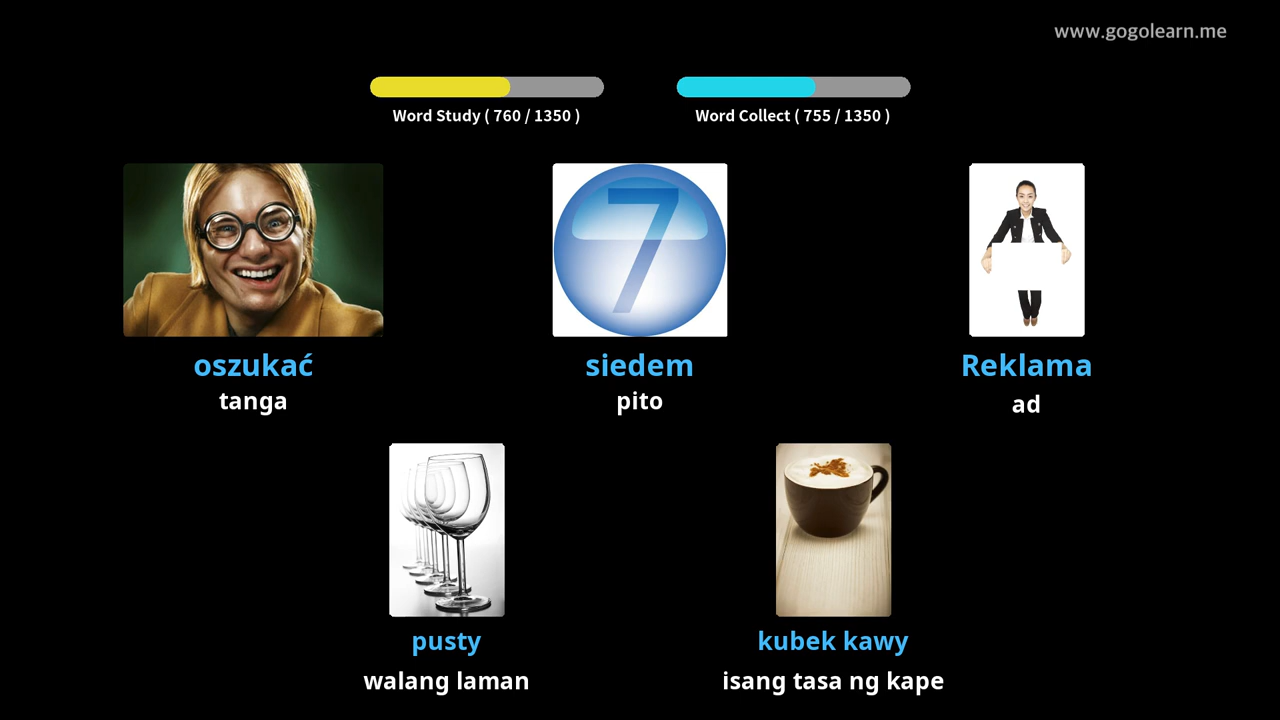 www.gogolearn.me
Word Study ( 760 / 1350 )
Word Collect ( 755 / 1350 )
7
oszukać
siedem
Reklama
tanga
pito
ad
pusty
kubek kawy
walang laman
isang tasa ng kape